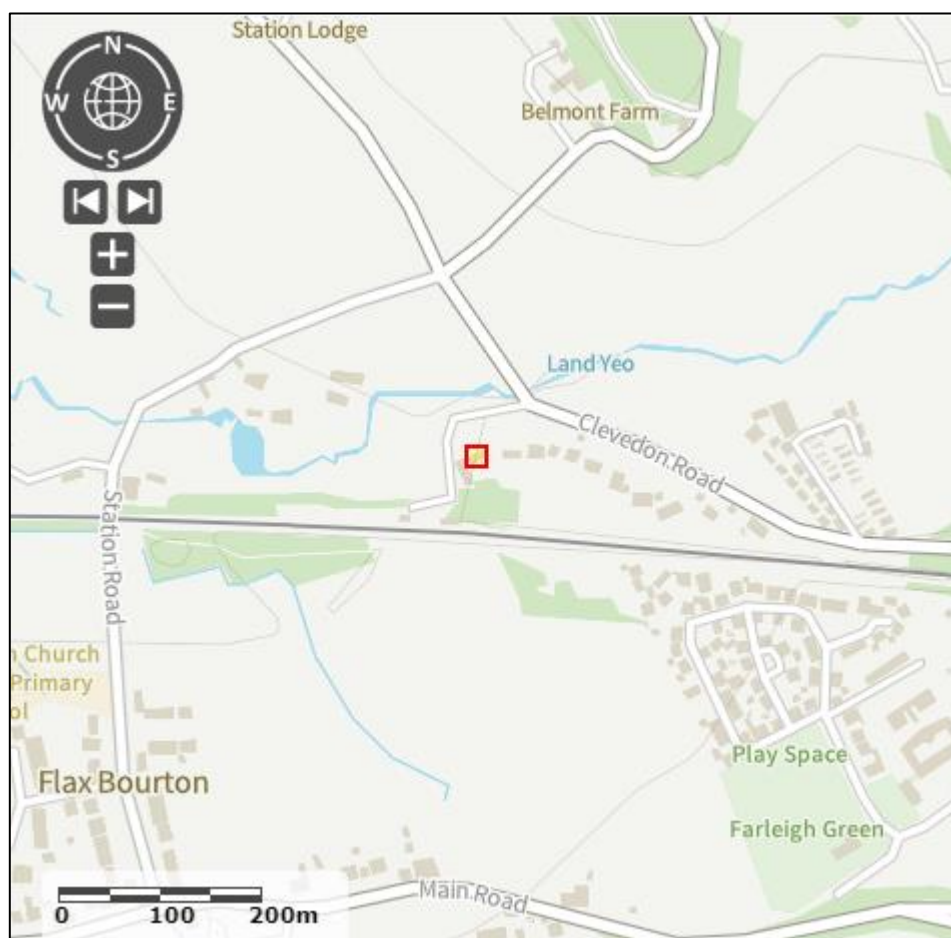 Station Lodge
N
W
E
S
Belmont Farm
Land Yeo
Clevedon Road
Station Road
Church
Primary
Flax Bourton
Play Space
Farleigh Green
Main Road
0 100 200m